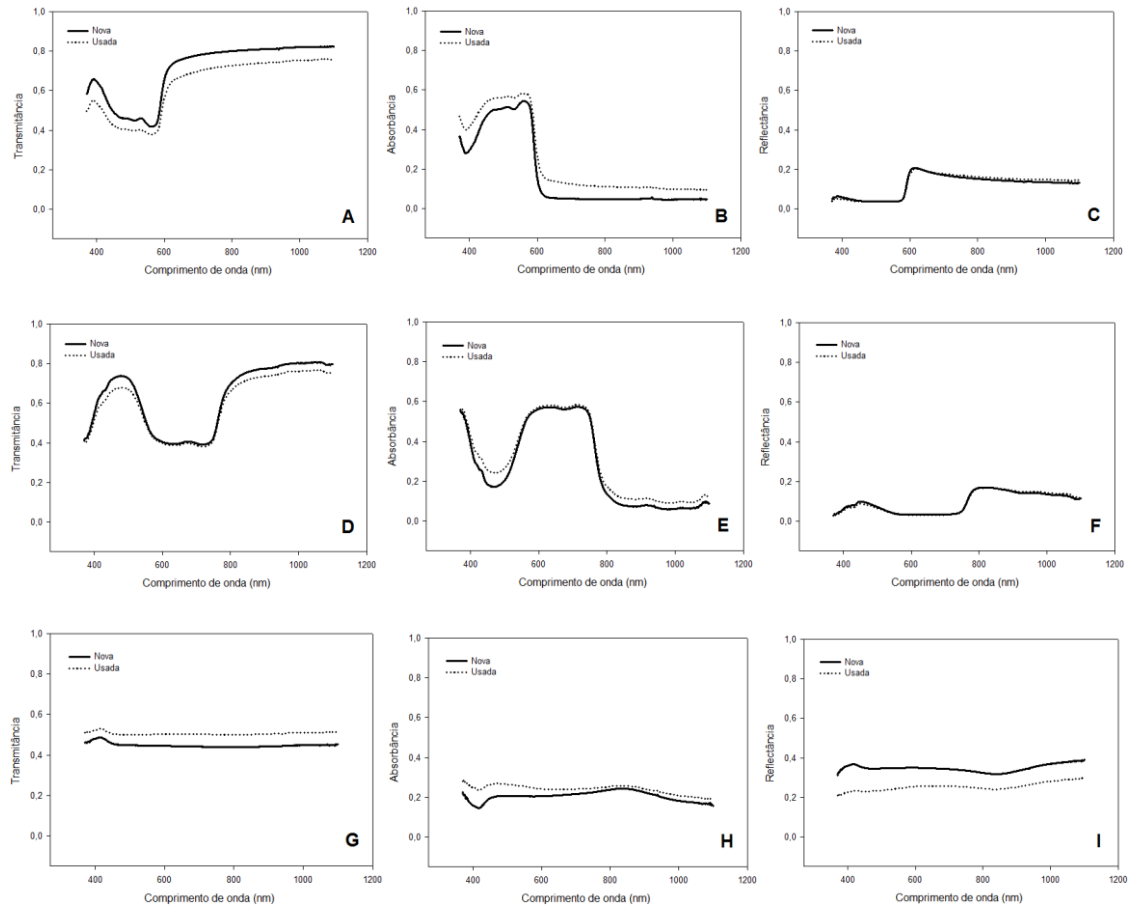 1,0
0,8
0,6
0,4
0,2
0,0
Transmitância
Nova
Usada
A
400 600 800 1000 1200
Comprimento de onda (nm)
1,0
0,8
0,6
0,4
0,2
0,0
Absorbância
Nova
Usada
B
400 600 800 1000 1200
Comprimento de onda (nm)
1,0
0,8
0,6
0,4
0,2
0,0
Reflectância
Nova
Usada
C
400 600 800 1000 1200
Comprimento de onda (nm)
1,0
0,8
0,6
0,4
0,2
0,0
Transmitância
Nova
Usada
D
400 600 800 1000 1200
Comprimento de onda (nm)
1,0
0,8
0,6
0,4
0,2
0,0
Absorbância
Nova
Usada
E
400 600 800 1000 1200
Comprimento de onda (nm)
1,0
0,8
0,6
0,4
0,2
0,0
Reflectância
Nova
Usada
F
400 600 800 1000 1200
Comprimento de onda (nm)
1,0
0,8
0,6
0,4
0,2
0,0
Transmitância
Nova
Usada
G
400 600 800 1000 1200
Comprimento de onda (nm)
1,0
0,8
0,6
0,4
0,2
0,0
Absorbância
Nova
Usada
H
400 600 800 1000 1200
Comprimento de onda (nm)
1,0
0,8
0,6
0,4
0,2
0,0
Reflectância
Nova
Usada
I
400 600 800 1000 1200
Comprimento de onda (nm)